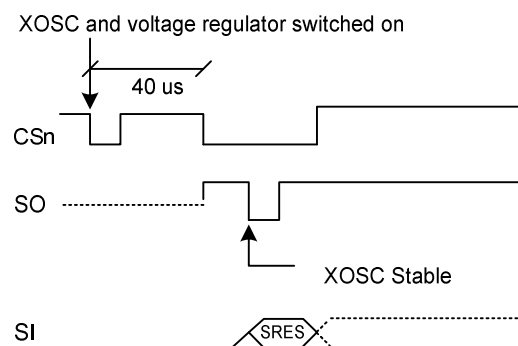 XOSC and voltage regulator switched on
40 us
CSn
SO
XOSC Stable
SI
SRES